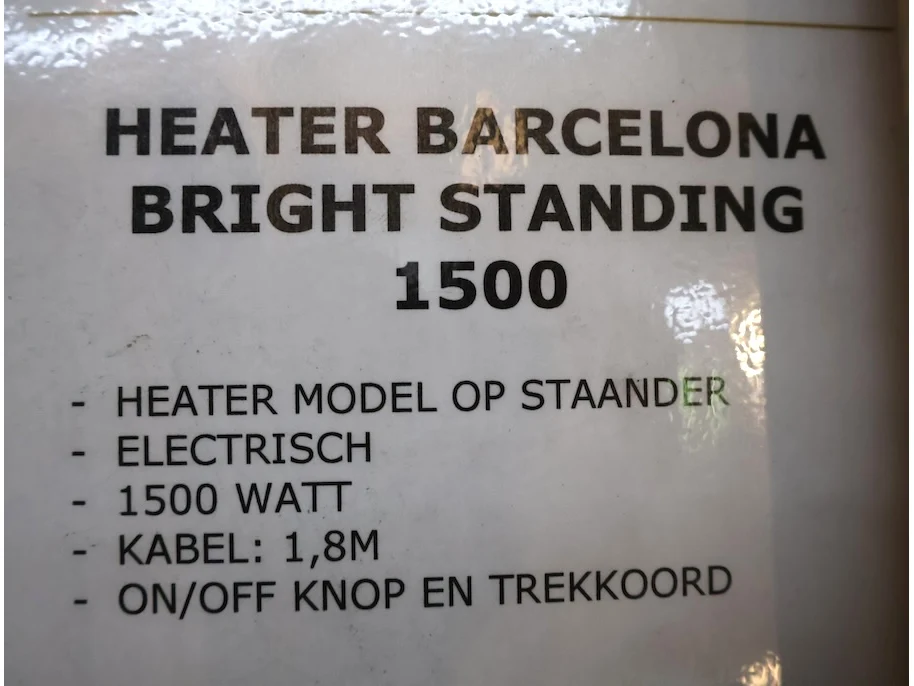 HEATER BARCELONA
BRIGHT STANDING
1500
- HEATER MODEL OP STAANDER
- ELECTRISCH
- 1500 WATT
- KABEL: 1,8M
- ON/OFF KNOP EN TREKKOORD